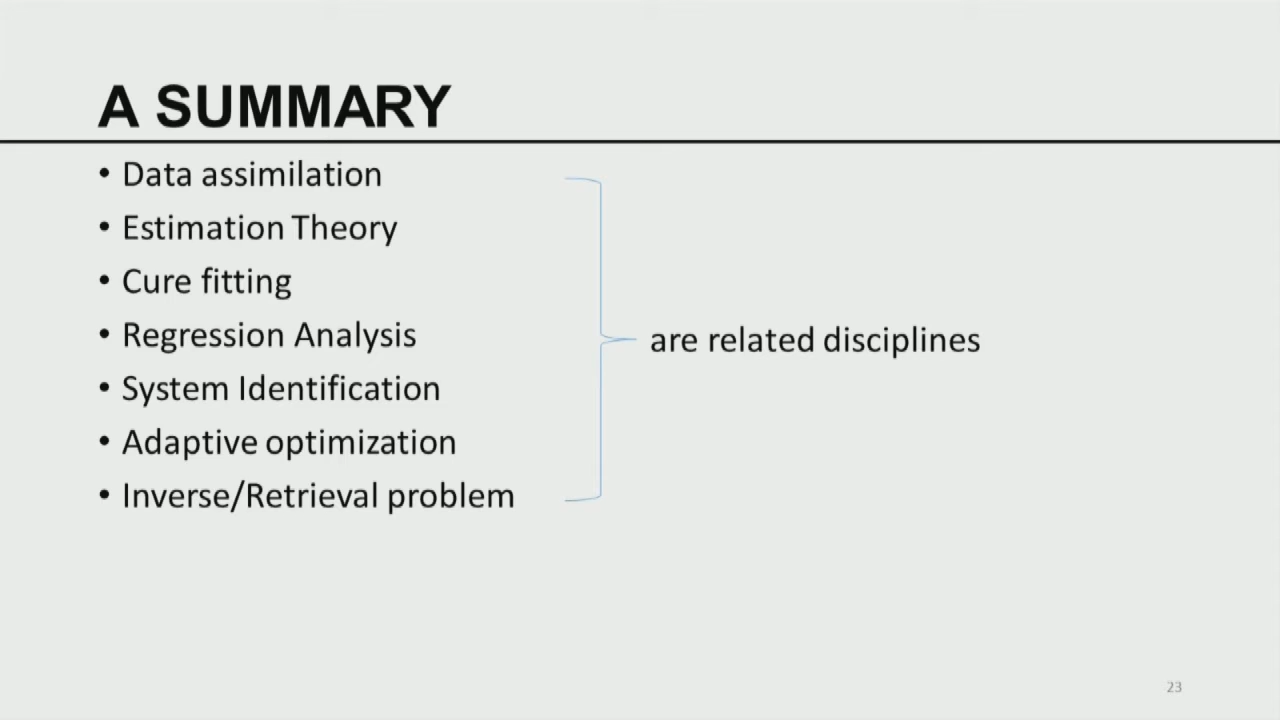 A SUMMARY
• Data assimilation
• Estimation Theory
• Cure fitting
• Regression Analysis
• System Identification
• Adaptive optimization
• Inverse/Retrieval problem
are related disciplines
23